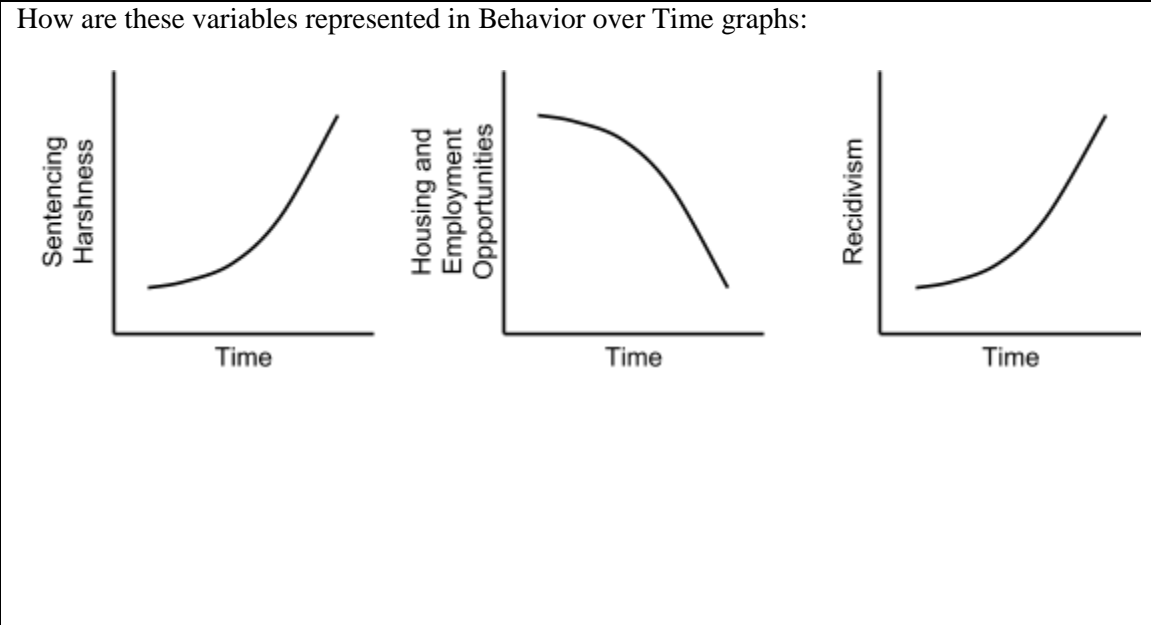 How are these variables represented in Behavior over Time graphs:
Sentencing
Harshness
Time
Housing and
Employment
Opportunities
Time
Recidivism
Time